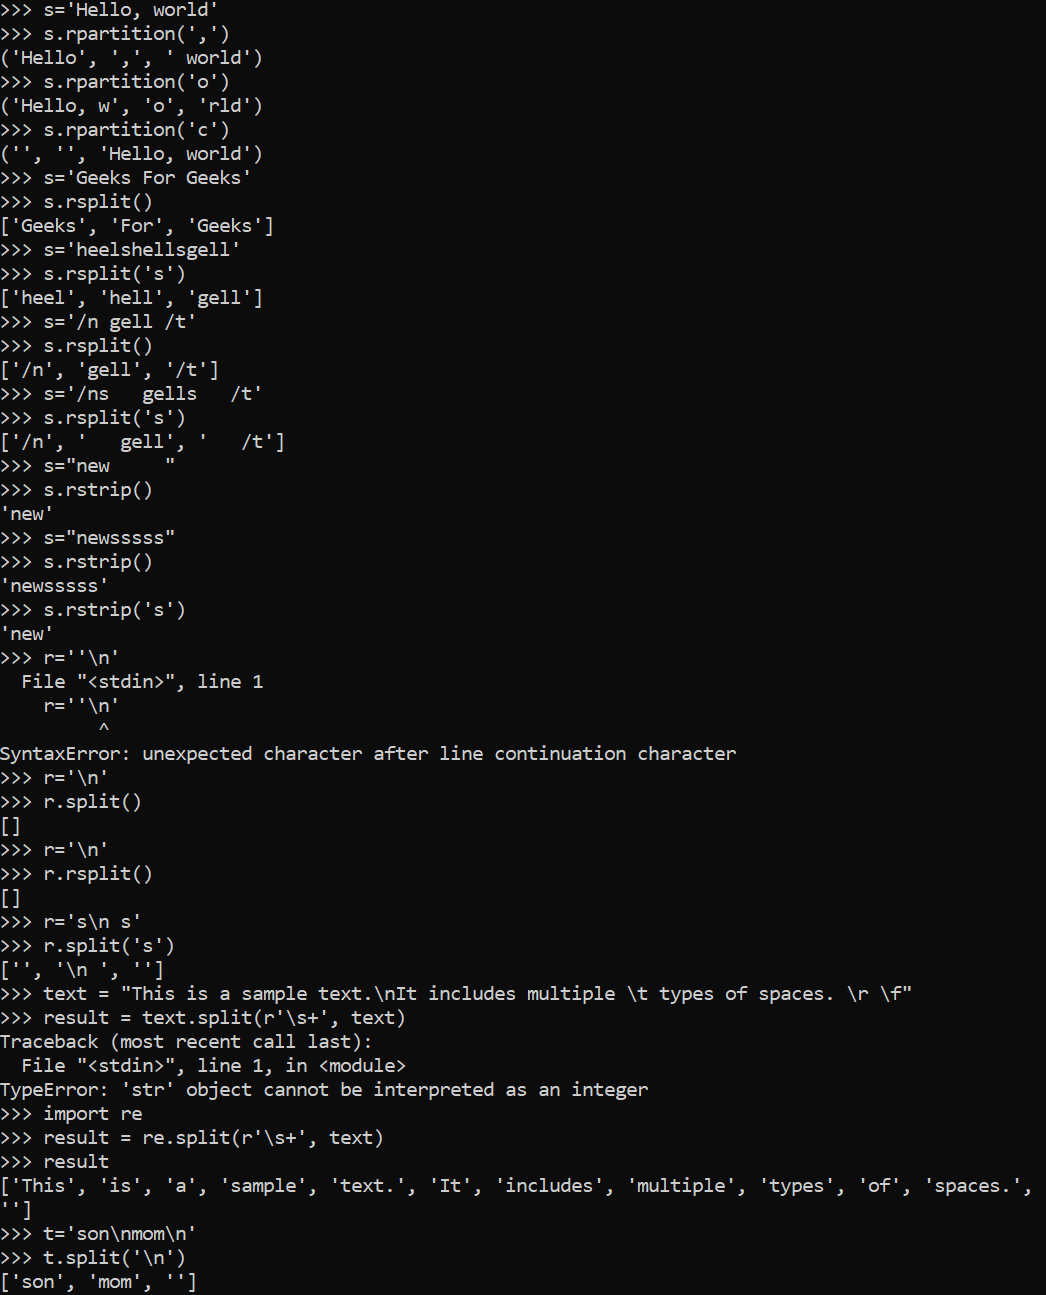 >>> s='Hello, world'
>>> s.rpartition(',')
('Hello', ',', ' world')
>>> s.rpartition('o')
('Hello, w', 'o', 'rld')
>>> s.rpartition('c')
('', '', 'Hello, world')
>>> s='Geeks For Geeks'
>>> s.rsplit()
['Geeks', 'For', 'Geeks']
>>> s='heelshellsgell'
>>> s.rsplit('s')
['heel', 'hell', 'gell']
>>> s='/n gell /t'
>>> s.rsplit()
['/n', 'gell', '/t']
>>> s='/ns   gells   /t'
>>> s.rsplit('s')
['/n', '   gell', '   /t']
>>> s="new     "
>>> s.rstrip()
'new'
>>> s="newsssss"
>>> s.rstrip()
'newsssss'
>>> s.rstrip('s')
'new'
>>> r=''\n'
  File "<stdin>", line 1
    r=''\n'
         ^
SyntaxError: unexpected character after line continuation character
>>> r='\n'
>>> r.split()
[]
>>> r='\n'
>>> r.rsplit()
[]
>>> r='s\n s'
>>> r.split('s')
['', '\n ', '']
>>> text = "This is a sample text.\nIt includes multiple \t types of spaces. \r \f"
>>> result = text.split(r'\s+', text)
Traceback (most recent call last):
  File "<stdin>", line 1, in <module>
TypeError: 'str' object cannot be interpreted as an integer
>>> import re
>>> result = re.split(r'\s+', text)
>>> result
['This', 'is', 'a', 'sample', 'text.', 'It', 'includes', 'multiple', 'types', 'of', 'spaces.',
'']
>>> t='son\nmom\n'
>>> t.split('\n')
['son', 'mom', '']